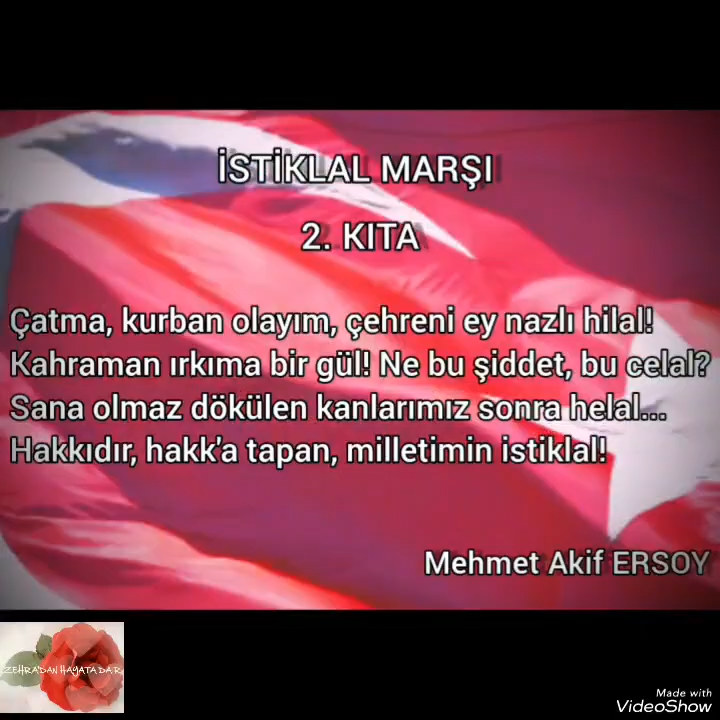 İSTİKLAL MARŞI
2. KITA
Çatma, kurban olayım, çehreni ey nazlı hilal!
Kahraman ırkıma bir gül! Ne bu şiddet, bu celal?
Sana olmaz dökülen kanlarımız sonra helal...
Hakkıdır, hakk'a tapan, milletimin istiklal!
Mehmet Akif ERSOY
ZEHRA'DAN HAYATA DAİR
Made with
VideoShow